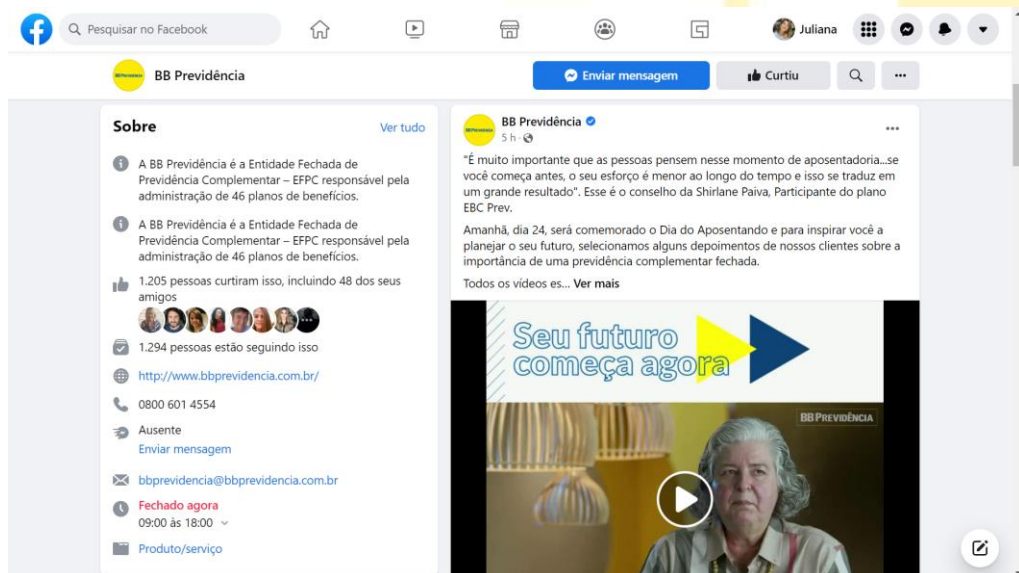 Pesquisar no Facebook
Juliana
BB Previdência
Enviar mensagem
Curtiu
Sobre
Ver tudo
A BB Previdência é a Entidade Fechada de
Previdência Complementar – EFPC responsável pela
administração de 46 planos de benefícios.
A BB Previdência é a Entidade Fechada de
Previdência Complementar – EFPC responsável pela
administração de 46 planos de benefícios.
1.205 pessoas curtiram isso, incluindo 48 dos seus
amigos
1.294 pessoas estão seguindo isso
http://www.bbprevidencia.com.br/
0800 601 4554
Ausente
Enviar mensagem
bbprevidencia@bbprevidencia.com.br
Fechado agora
09:00 às 18:00
Produto/serviço
BB Previdência
5 h
"É muito importante que as pessoas pensem nesse momento de aposentadoria...se
você começa antes, o seu esforço é menor ao longo do tempo e isso se traduz em
um grande resultado". Esse é o conselho da Shirlane Paiva, Participante do plano
EBC Prev.
Amanhã, dia 24, será comemorado o Dia do Aposentando e para inspirar você a
planejar o seu futuro, selecionamos alguns depoimentos de nossos clientes sobre a
importância de uma previdência complementar fechada.
Todos os vídeos es... Ver mais
Seu futuro
começa agora
BB PREVIDÊNCIA